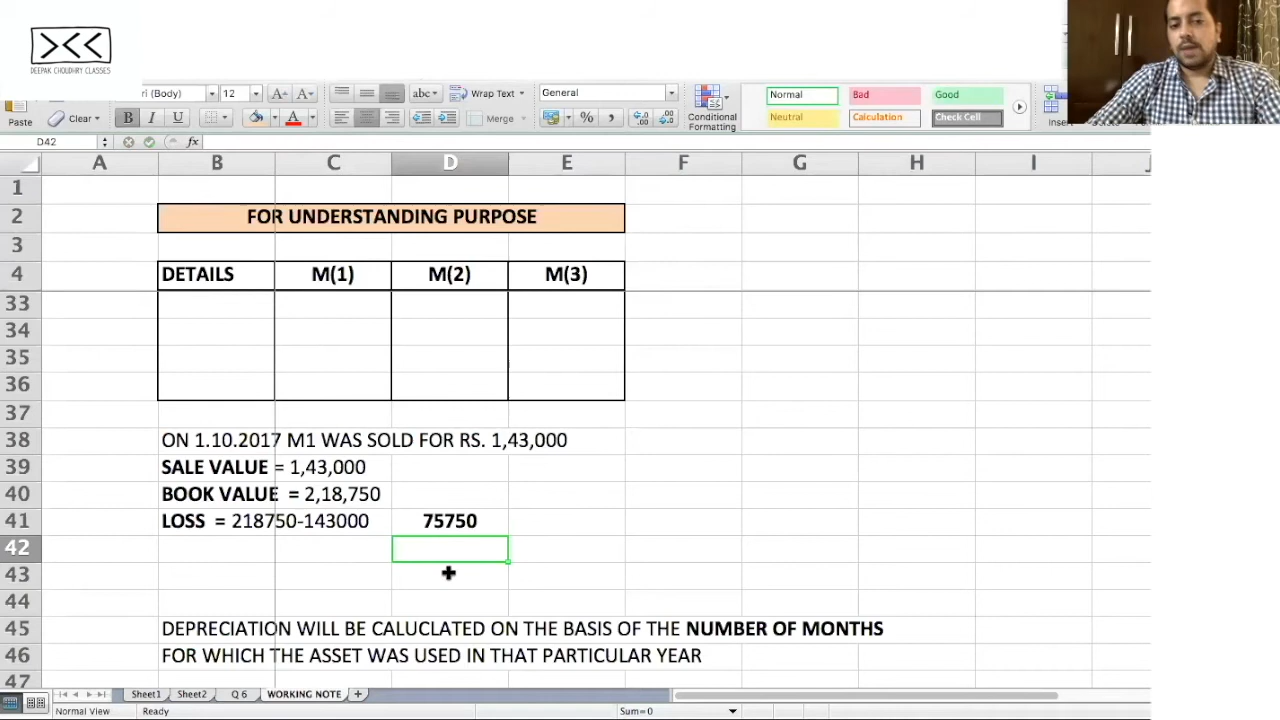 DEEPAK CHOUDHRY CLASSES
ri (Body) 12 A A abc Wrap Text General Normal Bad Good
Paste Clear B I U A Merge % Conditional Formatting Neutral Calculation Check Cell
D42 fx
A B C D E F G H I J
1
2 FOR UNDERSTANDING PURPOSE
3
4 DETAILS M(1) M(2) M(3)
33
34
35
36
37
38 ON 1.10.2017 M1 WAS SOLD FOR RS. 1,43,000
39 SALE VALUE = 1,43,000
40 BOOK VALUE = 2,18,750
41 LOSS = 218750-143000 75750
42
43
44
45 DEPRECIATION WILL BE CALUCLATED ON THE BASIS OF THE NUMBER OF MONTHS
46 FOR WHICH THE ASSET WAS USED IN THAT PARTICULAR YEAR
47
Sheet1 Sheet2 Q 6 WORKING NOTE +
Normal View Ready Sum=0